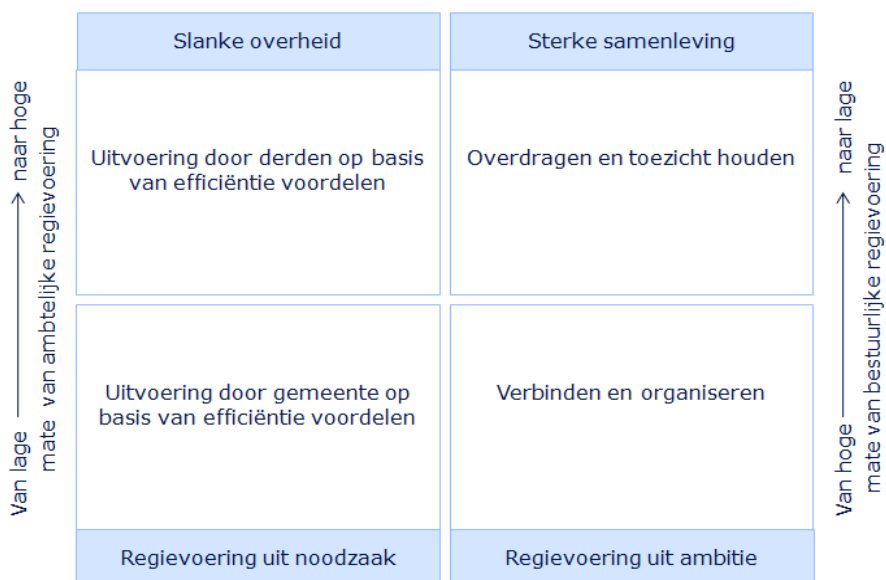 Slanke overheid
Sterke samenleving
Van lage → naar hoge
mate van ambtelijke regievoering
Uitvoering door derden op basis
van efficiëntie voordelen
Overdragen en toezicht houden
Uitvoering door gemeente op
basis van efficiëntie voordelen
Verbinden en organiseren
Van hoge → naar lage
mate van bestuurlijke regievoering
Regievoering uit noodzaak
Regievoering uit ambitie